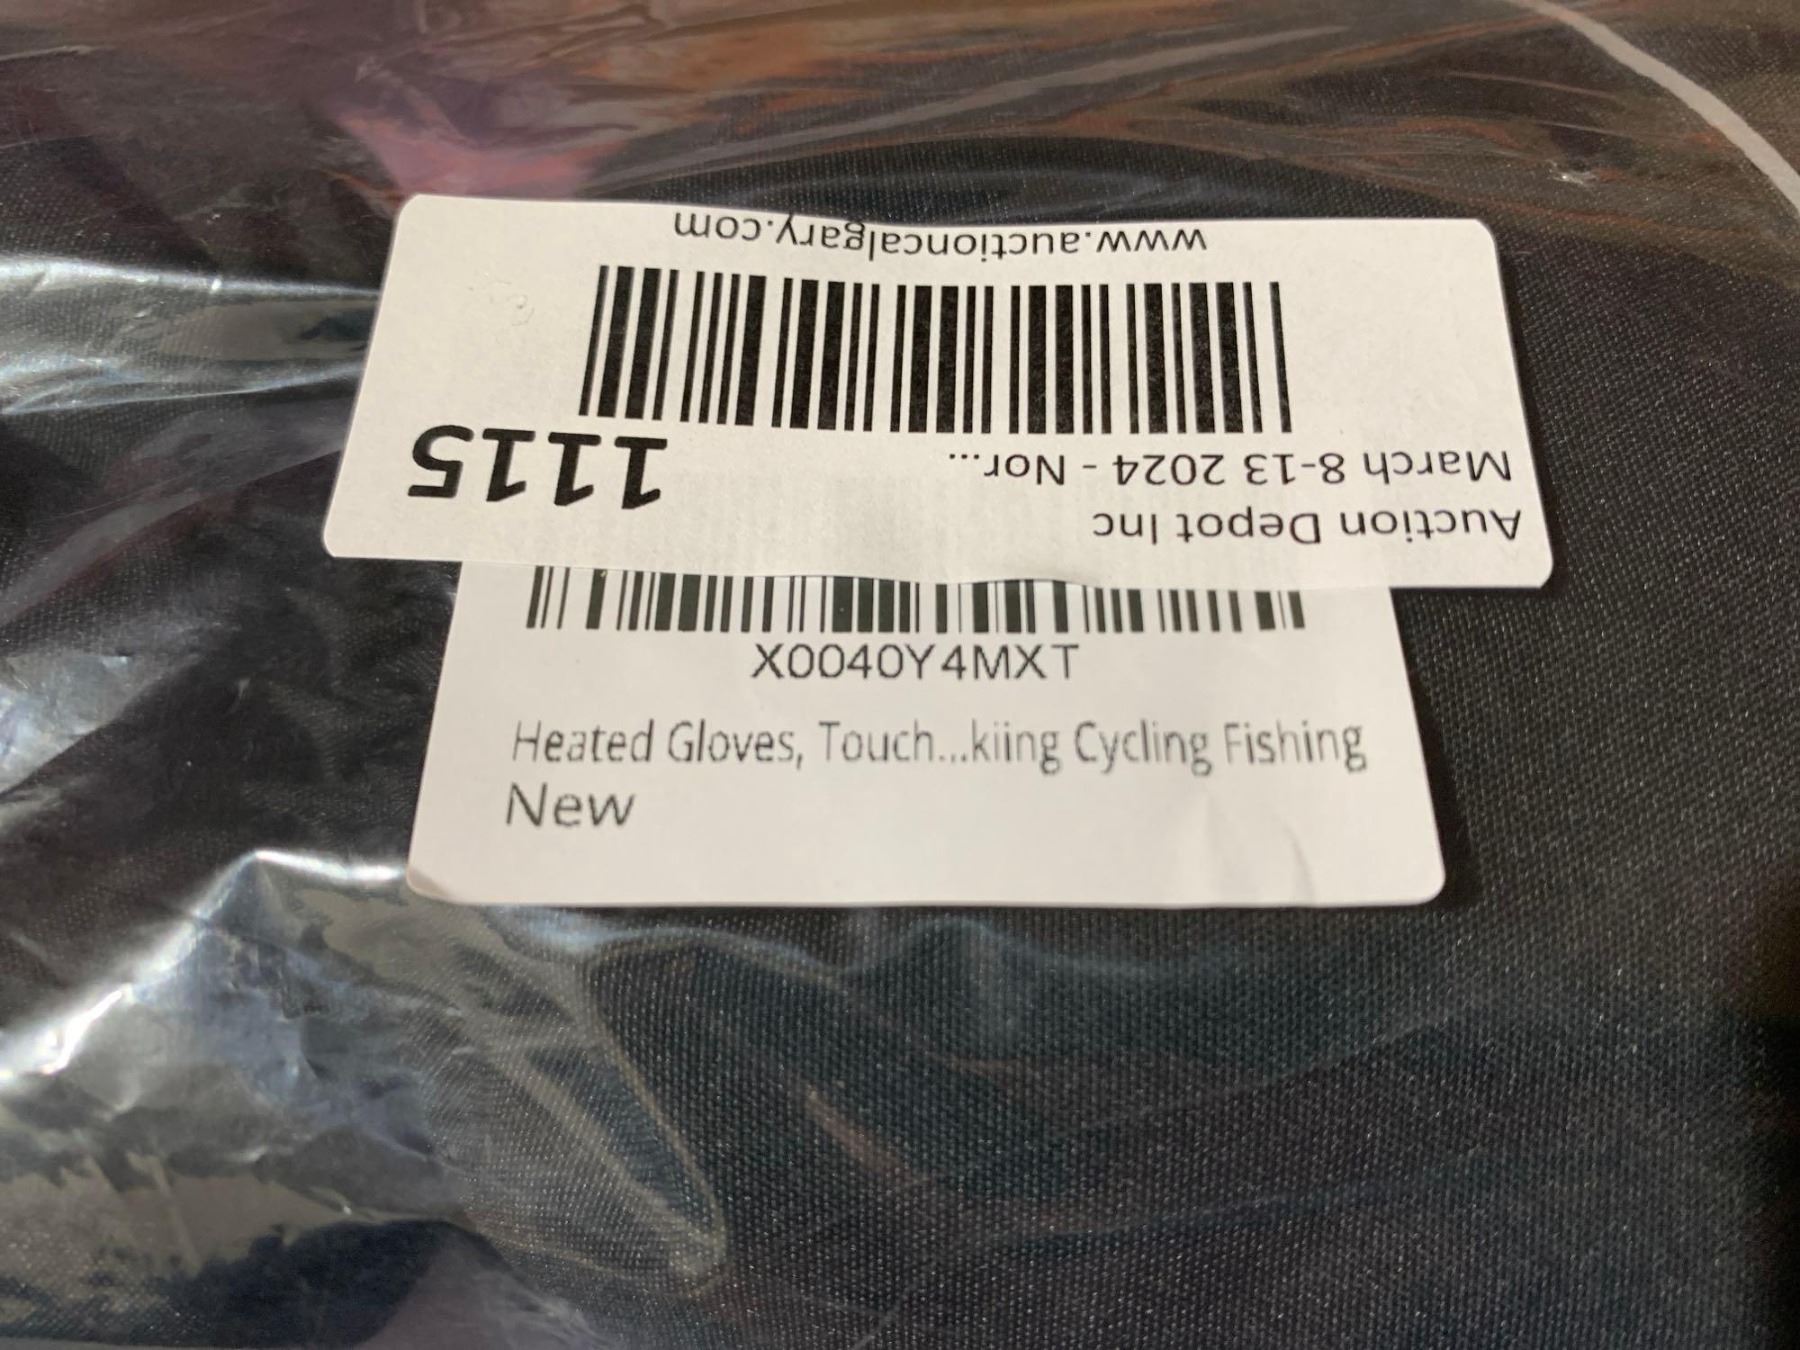 Auction Depot Inc
March 8-13 2024 - Nor...
1115
www.auctioncalgary.com
X0040Y4MXT
Heated Gloves, Touch...kiing Cycling Fishing
New